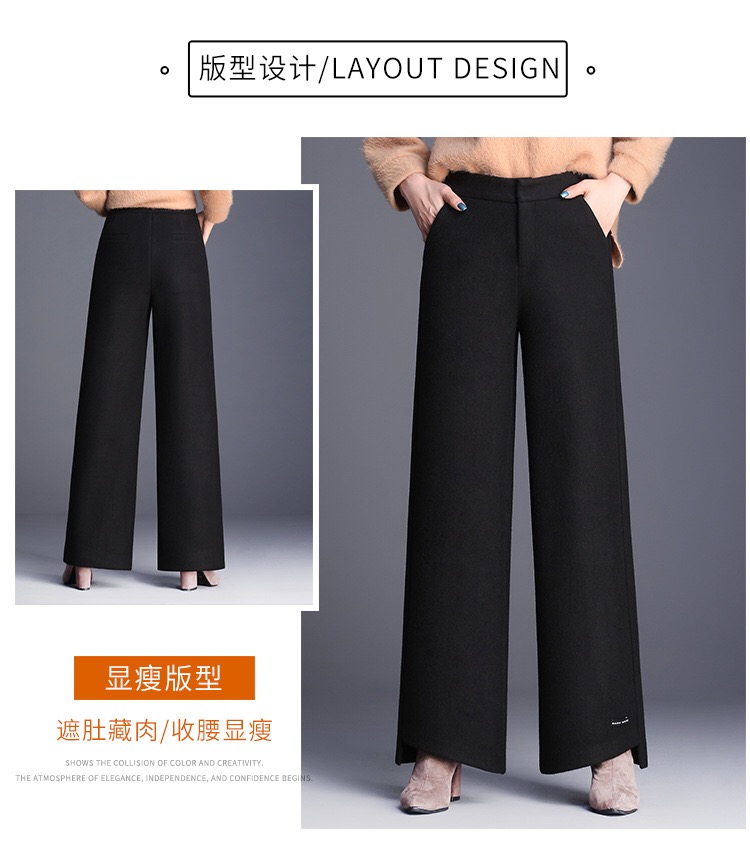 版型设计/LAYOUT DESIGN
显瘦版型
遮肚藏肉/收腰显瘦
SHOWS THE COLLISION OF COLOR AND CREATIVITY.
THE ATMOSPHERE OF ELEGANCE, INDEPENDENCE, AND CONFIDENCE BEGINS.